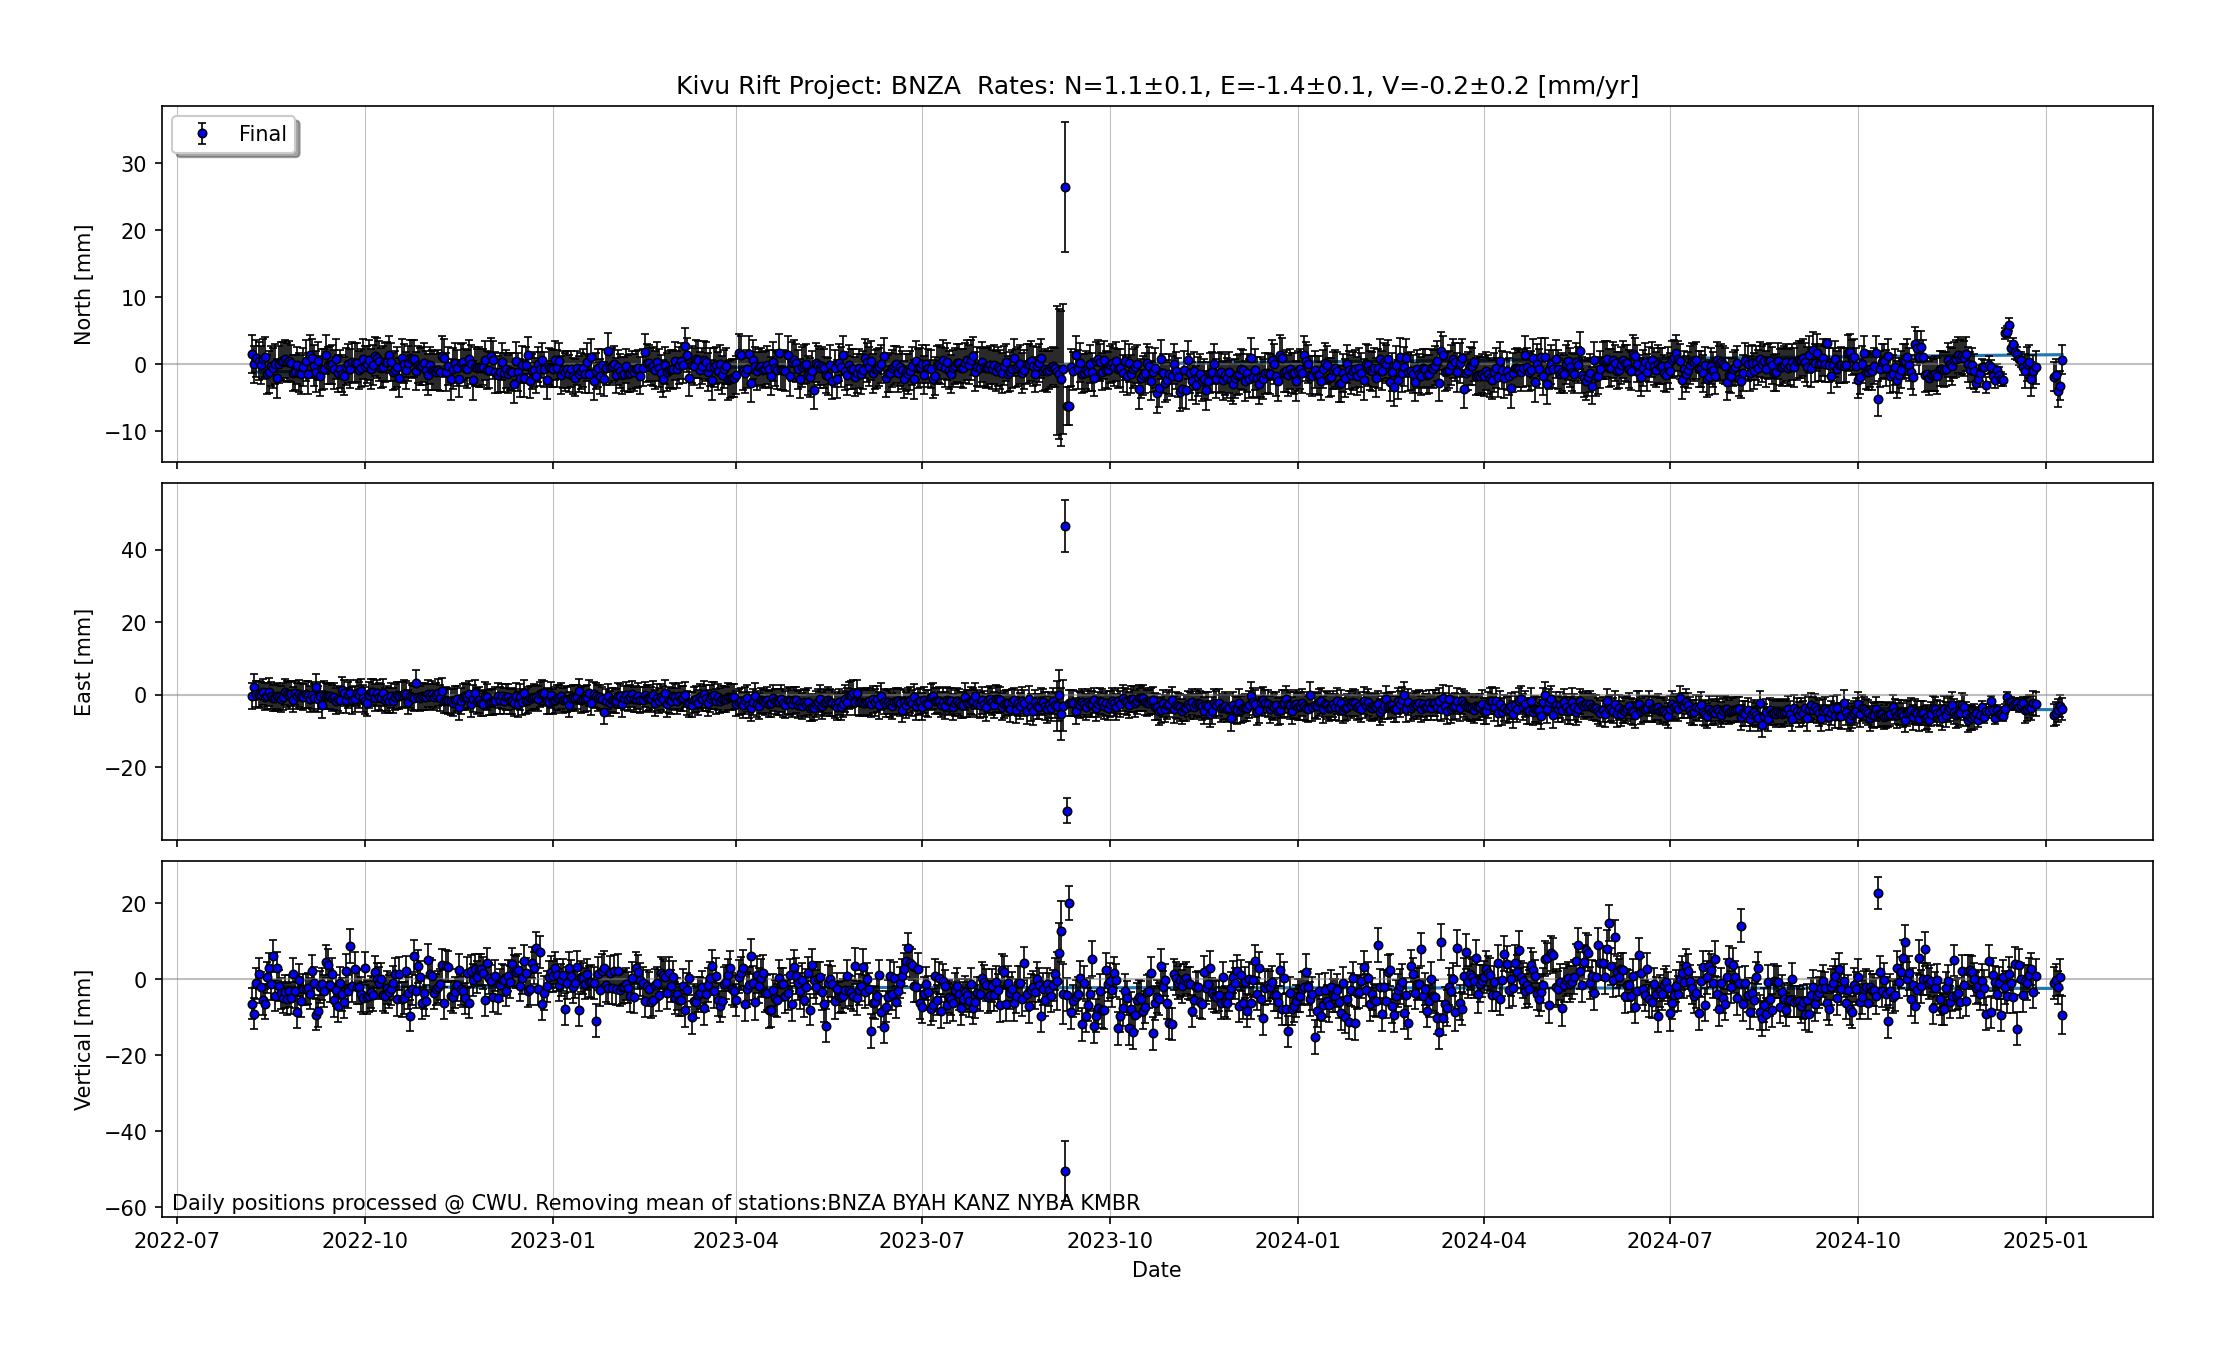 Kivu Rift Project: BNZA  Rates: N=1.1±0.1, E=-1.4±0.1, V=-0.2±0.2 [mm/yr]
Final
30
20
10
0
−10
North [mm]
40
20
0
−20
East [mm]
20
0
−20
−40
−60
Vertical [mm]
Daily positions processed @ CWU. Removing mean of stations:BNZA BYAH KANZ NYBA KMBR
2022-07 2022-10 2023-01 2023-04 2023-07 2023-10 2024-01 2024-04 2024-07 2024-10 2025-01
Date